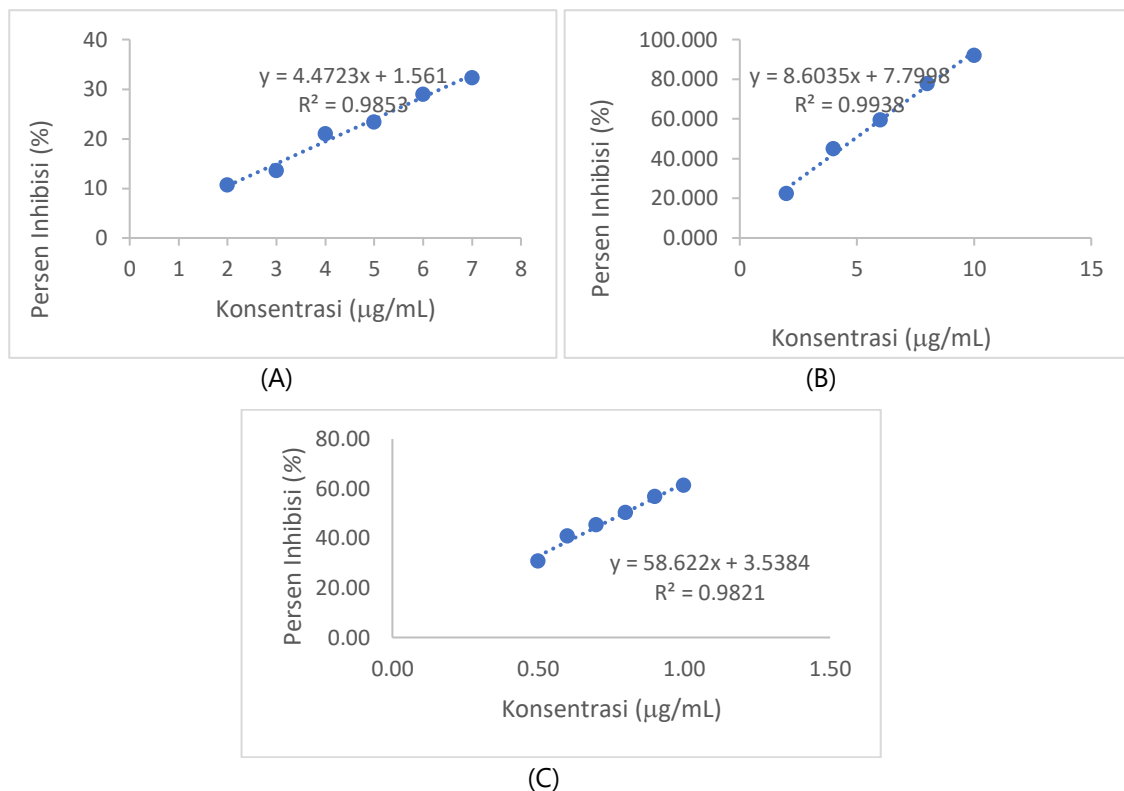 40
30
20
10
0
0 1 2 3 4 5 6 7 8
Persen Inhibisi (%)
Konsentrasi (µg/mL)
y = 4.4723x + 1.561
R² = 0.9853
(A)
100.000
80.000
60.000
40.000
20.000
0.000
0 5 10 15
Persen Inhibisi (%)
Konsentrasi (µg/mL)
y = 8.6035x + 7.7998
R² = 0.9938
(B)
80.00
60.00
40.00
20.00
0.00
0.00 0.50 1.00 1.50
Persen Inhibisi (%)
Konsentrasi (µg/mL)
y = 58.622x + 3.5384
R² = 0.9821
(C)